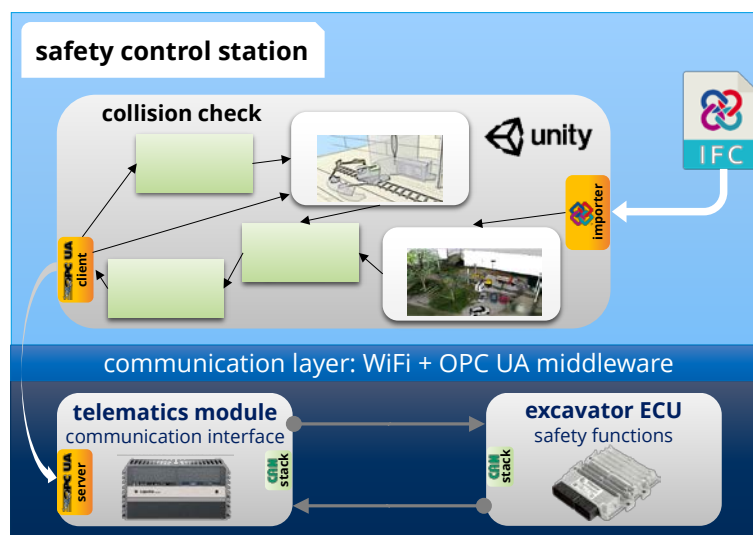 safety control station
collision check
unity
IFC
importer
OPC UA
client
communication layer: WiFi + OPC UA middleware
telematics module
communication interface
OPC UA
server
CAN
stack
excavator ECU
safety functions
CAN
stack